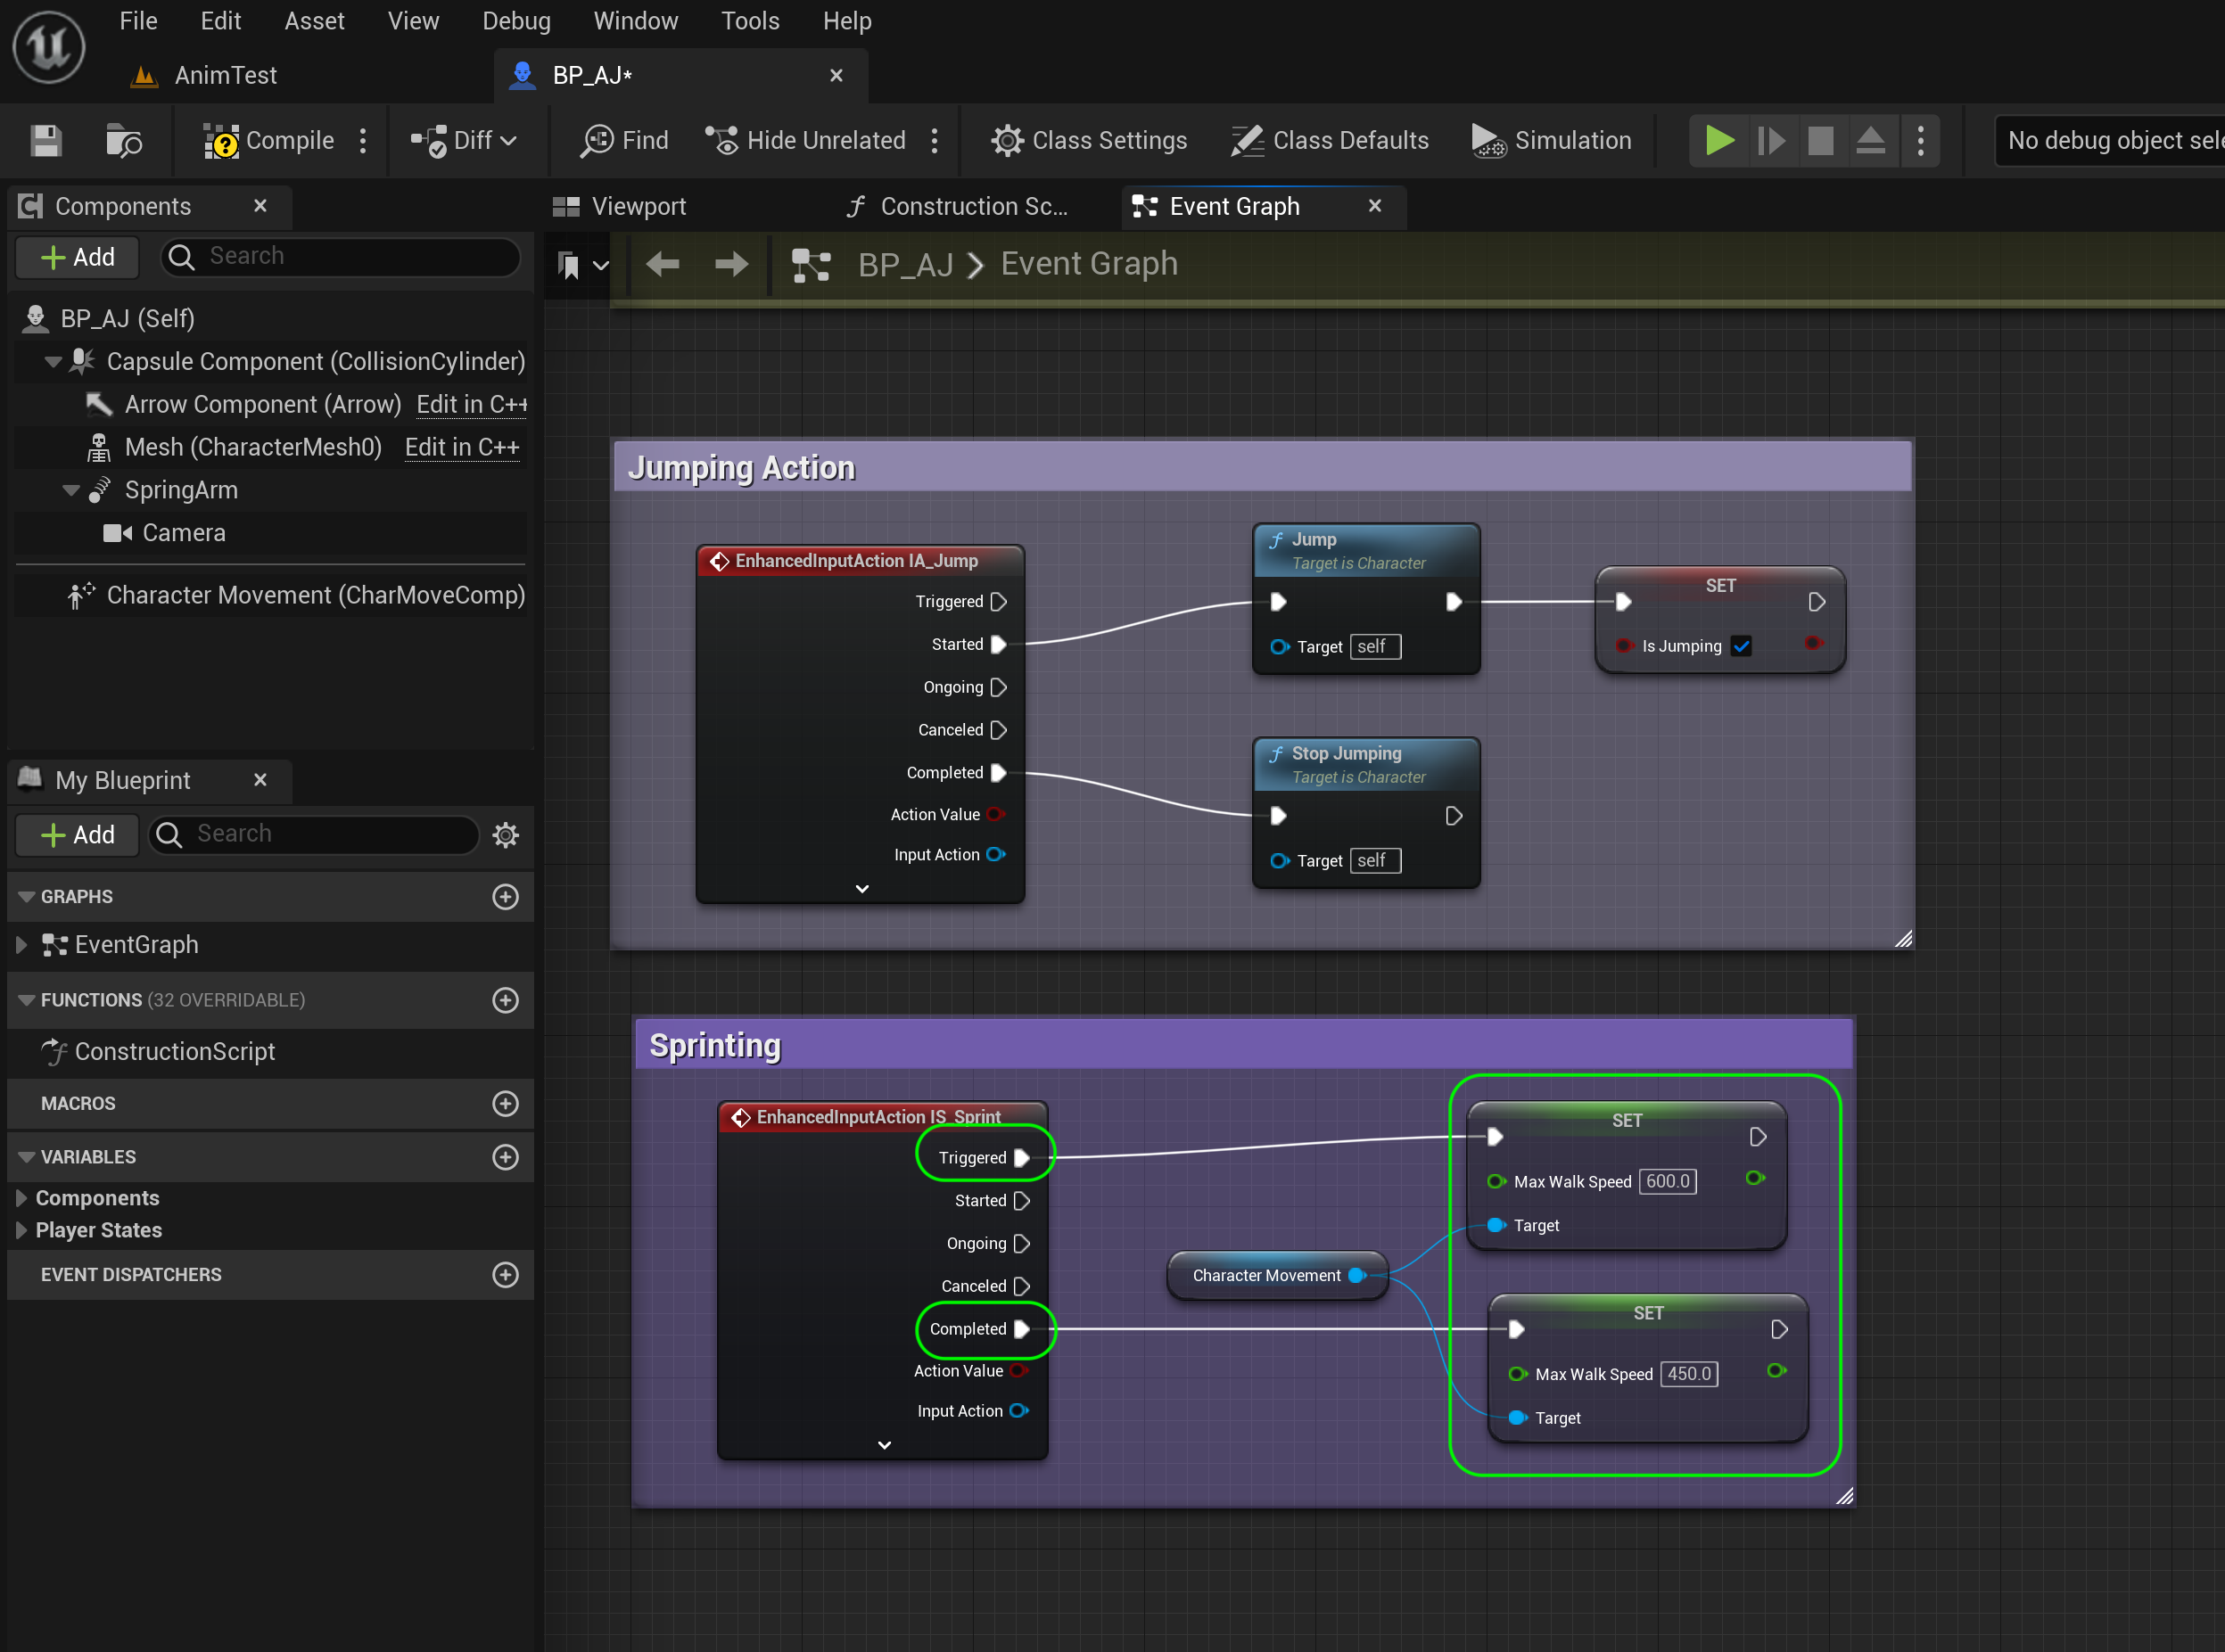 File Edit Asset View Debug Window Tools Help
AnimTest
BP_AJ*
Compile
Diff
Find
Hide Unrelated
Class Settings
Class Defaults
Simulation
No debug object sele
Components
Add
Search
BP_AJ (Self)
Capsule Component (CollisionCylinder)
Arrow Component (Arrow) Edit in C++
Mesh (CharacterMesh0) Edit in C++
SpringArm
Camera
Character Movement (CharMoveComp)
My Blueprint
Add
Search
GRAPHS
EventGraph
FUNCTIONS (32 OVERRIDABLE)
ConstructionScript
MACROS
VARIABLES
Components
Player States
EVENT DISPATCHERS
Viewport
Construction Sc...
Event Graph
BP_AJ > Event Graph
Jumping Action
EnhancedInputAction IA_Jump
Triggered
Started
Ongoing
Canceled
Completed
Action Value
Input Action
Jump
Target is Character
Target self
Stop Jumping
Target is Character
Target self
SET
Is Jumping
Sprinting
EnhancedInputAction IS_Sprint
Triggered
Started
Ongoing
Canceled
Completed
Action Value
Input Action
Character Movement
SET
Max Walk Speed 600.0
Target
SET
Max Walk Speed 450.0
Target